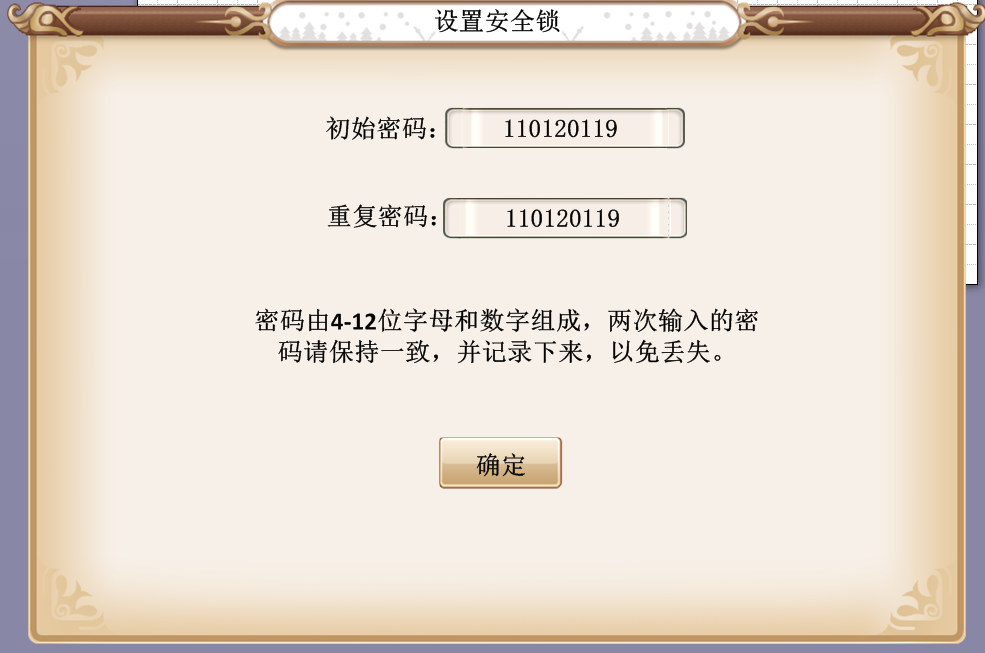 设置安全锁
初始密码：110120119
重复密码：110120119
密码由4-12位字母和数字组成，两次输入的密
码请保持一致，并记录下来，以免丢失。
确定